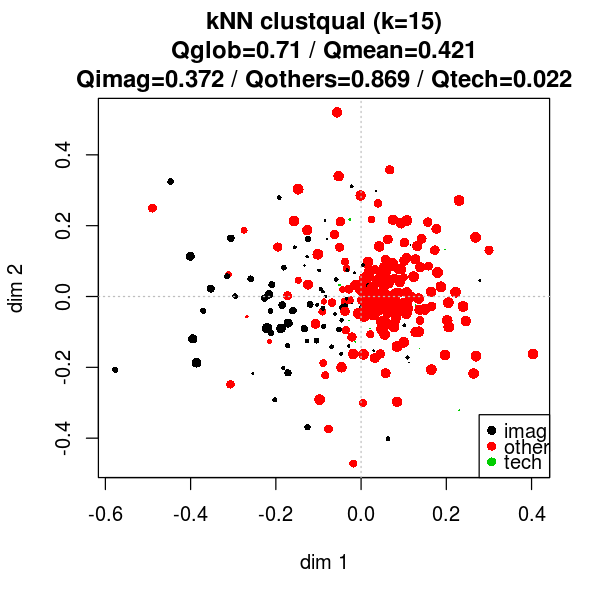 kNN clustqual (k=15)
Qglob=0.71 / Qmean=0.421
Qimag=0.372 / Qothers=0.869 / Qtech=0.022
dim 2
0.4
0.2
0.0
-0.2
-0.4
imag
other
tech
-0.6 -0.4 -0.2 0.0 0.2 0.4
dim 1